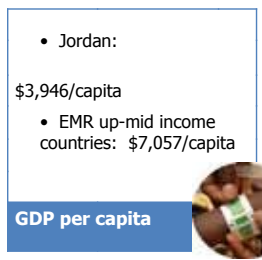 • Jordan:
$3,946/capita
• EMR up-mid income
countries:  $7,057/capita
GDP per capita